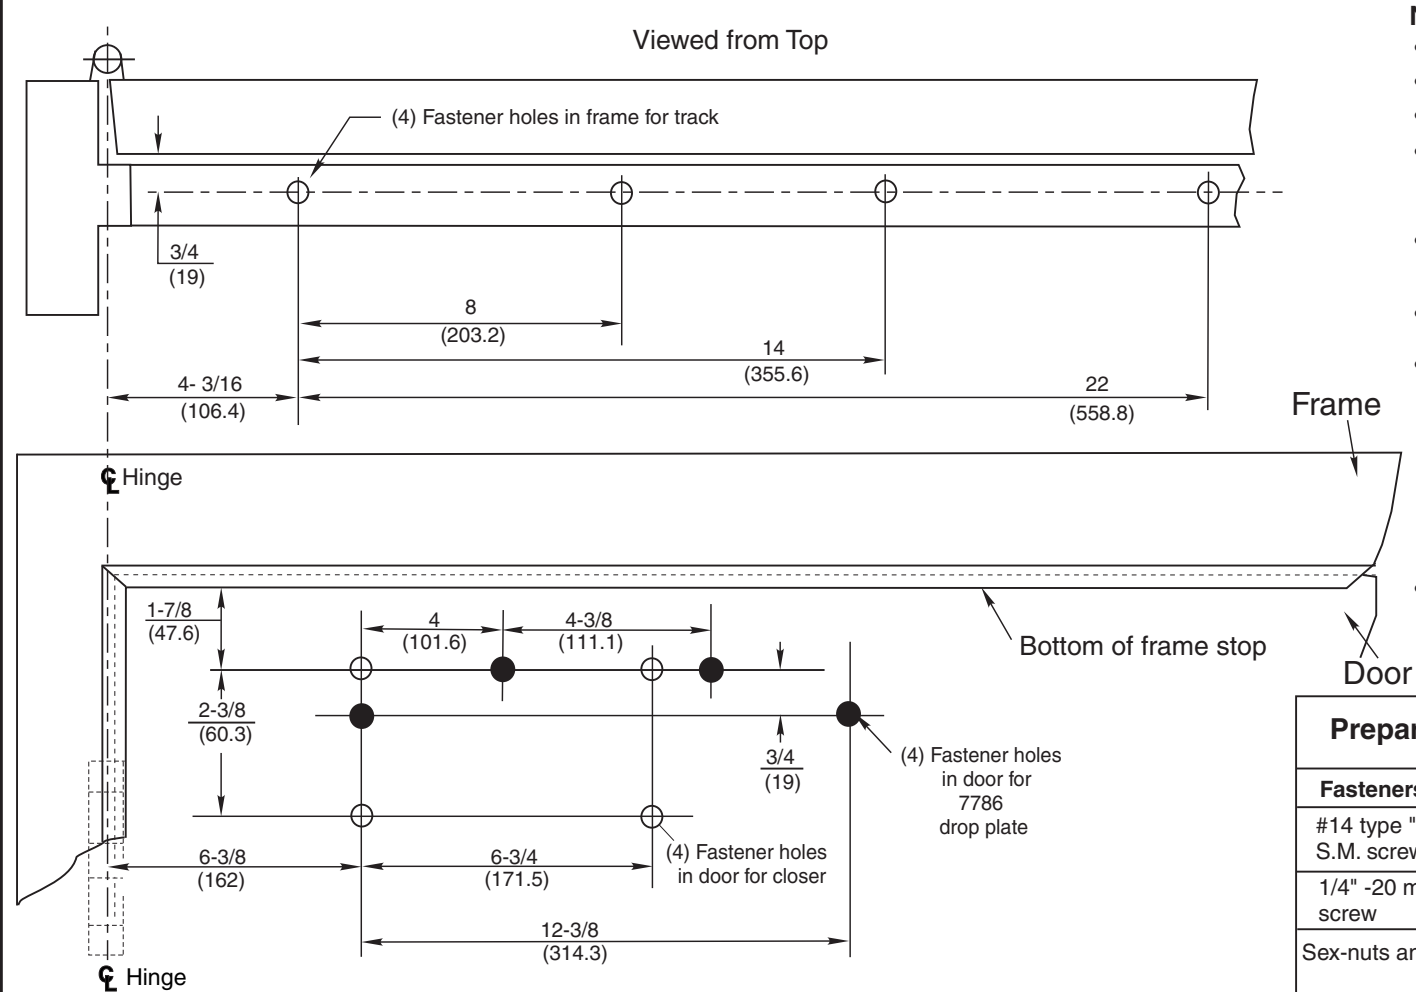 Viewed from Top
(4) Fastener holes in frame for track
3/4
(19)
8
(203.2)
14
(355.6)
4- 3/16
(106.4)
22
(558.8)
Frame
℄ Hinge
1-7/8
(47.6)
4
(101.6)
4-3/8
(111.1)
Bottom of frame stop
Door
2-3/8
(60.3)
3/4
(19)
(4) Fastener holes
in door for
7786
drop plate
6-3/8
(162)
6-3/4
(171.5)
(4) Fastener holes
in door for closer
12-3/8
(314.3)
℄ Hinge
Prepar
Fasteners
#14 type "
S.M. screw
1/4" -20 m
screw
Sex-nuts an